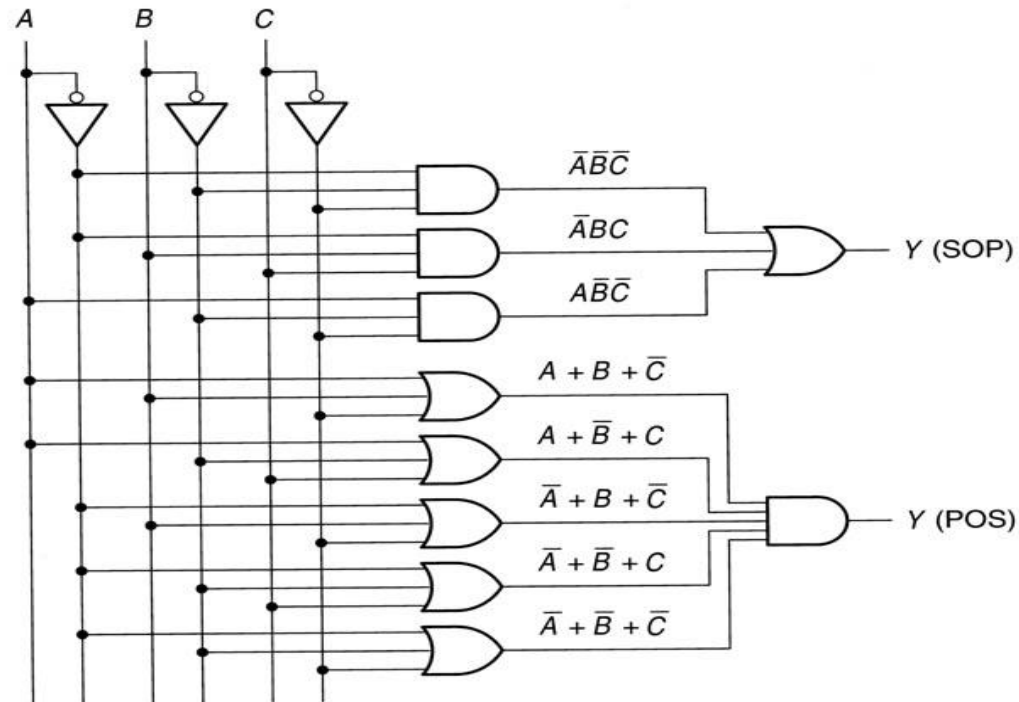 A B C
A̅B̅C̅
A̅BC
Y (SOP)
AB̅C̅
A + B + C̅
A + B̅ + C
A̅ + B + C̅
Y (POS)
A̅ + B̅ + C
A̅ + B̅ + C̅